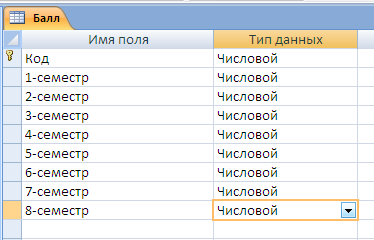 Балл
Имя поля Тип данных
Код Числовой
1-семестр Числовой
2-семестр Числовой
3-семестр Числовой
4-семестр Числовой
5-семестр Числовой
6-семестр Числовой
7-семестр Числовой
8-семестр Числовой